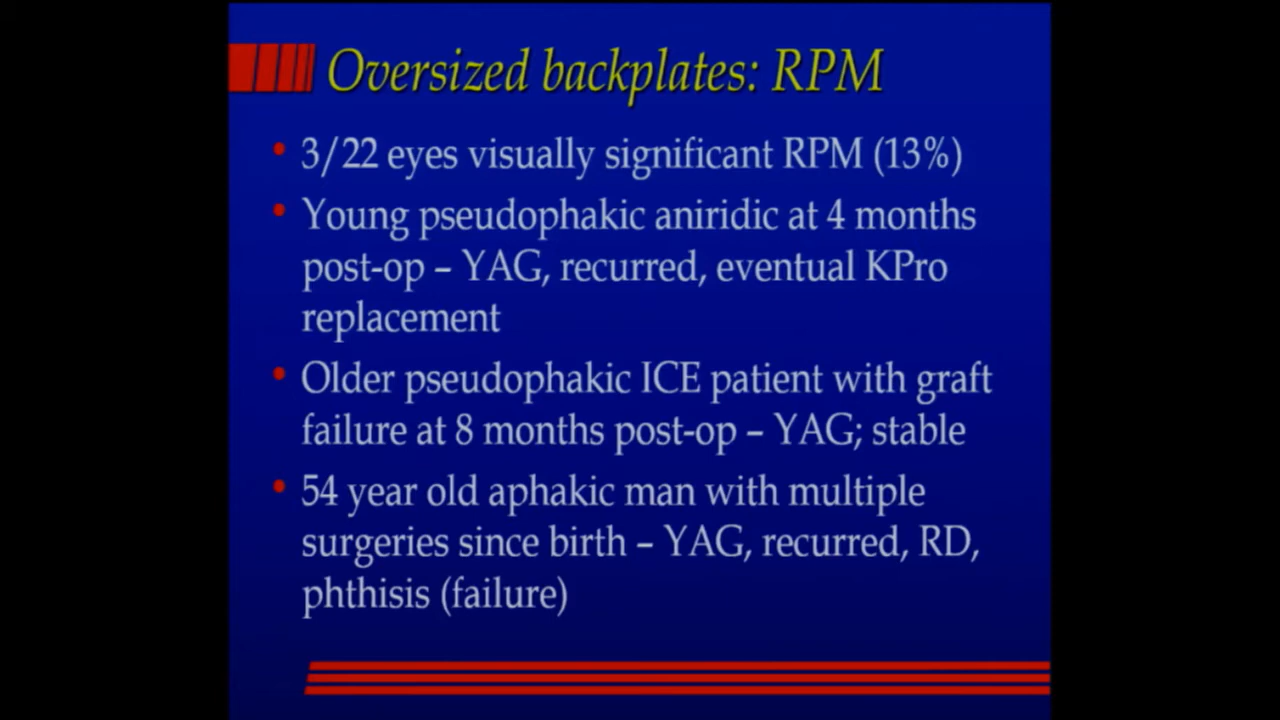 Oversized backplates: RPM
• 3/22 eyes visually significant RPM (13%)
• Young pseudophakic aniridic at 4 months
post-op – YAG, recurred, eventual KPro
replacement
• Older pseudophakic ICE patient with graft
failure at 8 months post-op – YAG; stable
• 54 year old aphakic man with multiple
surgeries since birth – YAG, recurred, RD,
phthisis (failure)